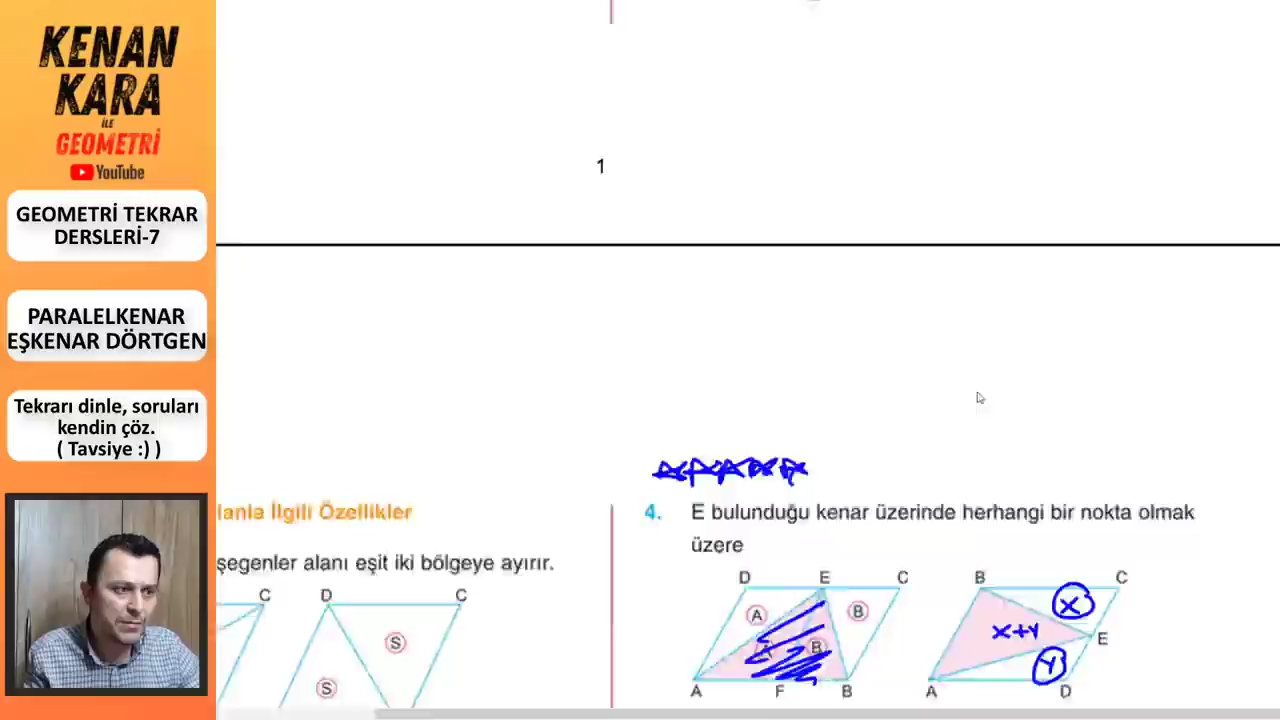 KENAN
KARA
İLE
GEOMETRİ
YouTube
GEOMETRİ TEKRAR
DERSLERİ-7
PARALELKENAR
EŞKENAR DÖRTGEN
Tekrarı dinle, soruları
kendin çöz.
( Tavsiye :) )
1
lanla İlgili Özellikler
şegenler alanı eşit iki bölgeye ayırır.
C D C
S
S
4. E bulunduğu kenar üzerinde herhangi bir nokta olmak
üzere
D E C
A B
B
A F B
B C
X
X+Y
E
Y
A D